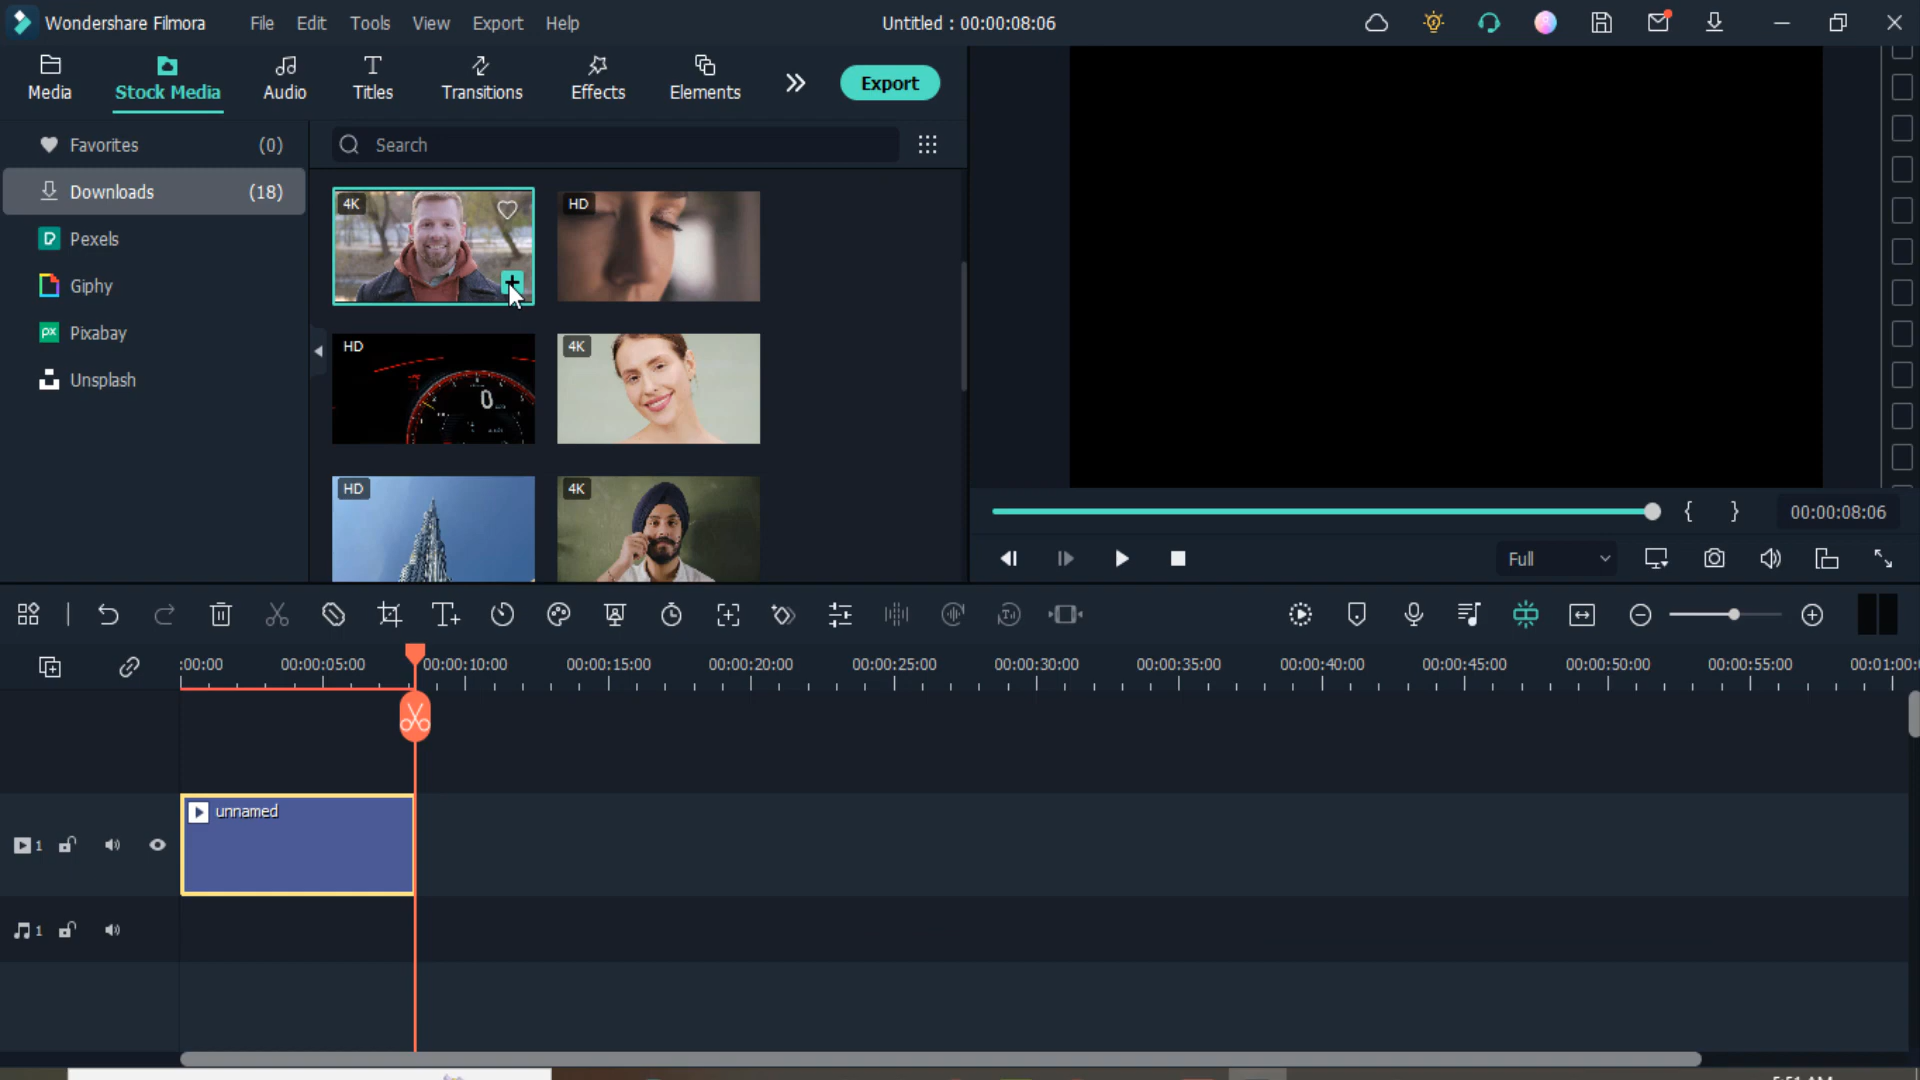 Wondershare Filmora File Edit Tools View Export Help Untitled : 00:00:08:06
Media Stock Media Audio Titles Transitions Effects Elements Export
Favorites (0) Search
Downloads (18)
4K HD
Pexels
Giphy
Pixabay
HD 4K
0
Unsplash
HD 4K
00:00:08:06
Full
:00:00 00:00:05:00 00:00:10:00 00:00:15:00 00:00:20:00 00:00:25:00 00:00:30:00 00:00:35:00 00:00:40:00 00:00:45:00 00:00:50:00 00:00:55:00 00:01:00:
unnamed
1
1